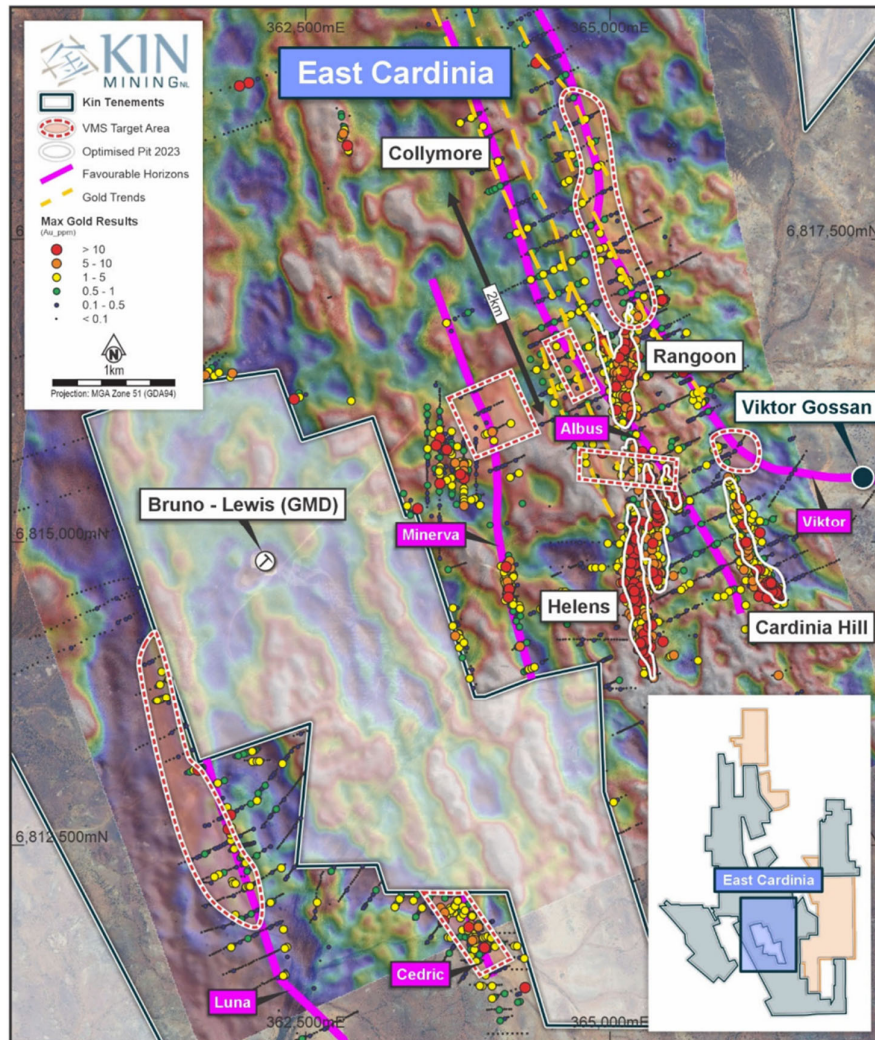 362,500mE
365,000mE
KIN
MINING NL
Kin Tenements
VMS Target Area
Optimised Pit 2023
Favourable Horizons
Gold Trends
Max Gold Results
(Au_ppm)
> 10
5 - 10
1 - 5
0.5 - 1
0.1 - 0.5
< 0.1
N
1km
Projection: MGA Zone 51 (GDA94)
East Cardinia
Collymore
6,817,500mN
2km
Rangoon
Viktor Gossan
Albus
Bruno - Lewis (GMD)
Viktor
6,815,000mN
Minerva
Helens
Cardinia Hill
6,812,500mN
East Cardinia
Cedric
Luna
362,500mE
365,000mE